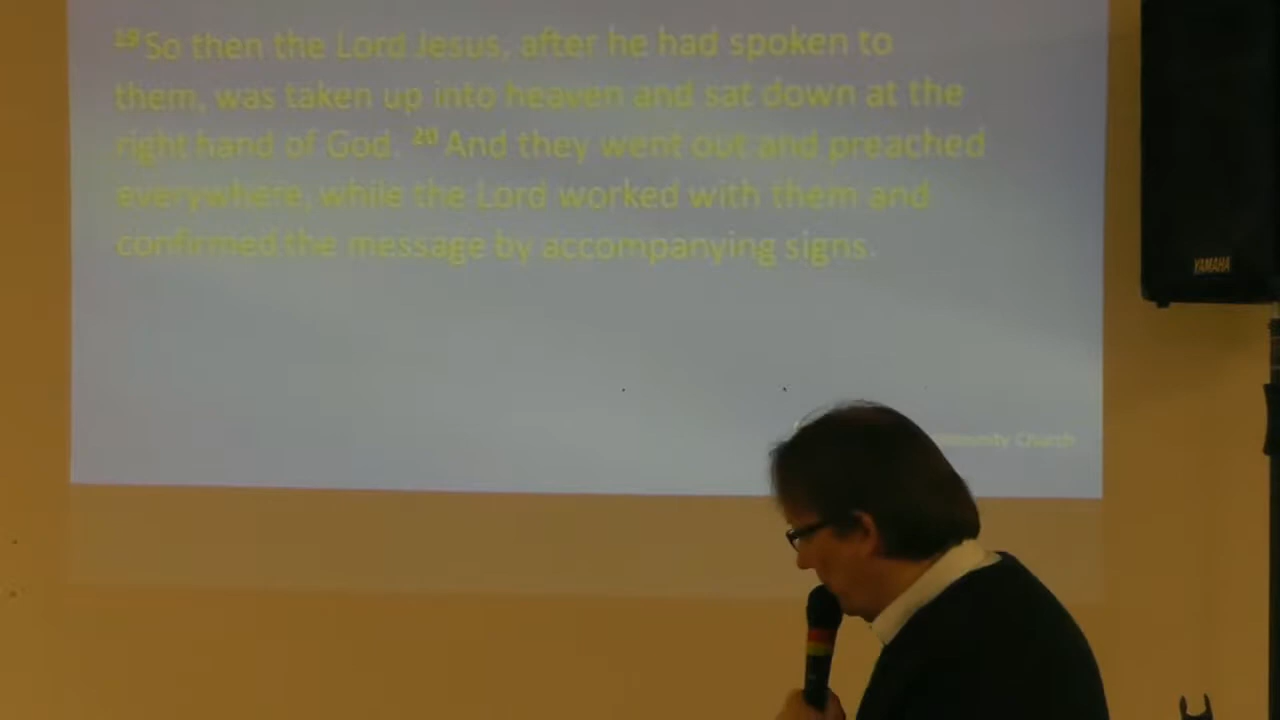 19 So then the Lord Jesus, after he had spoken to
them, was taken up into heaven and sat down at the
right hand of God. 20 And they went out and preached
everywhere, while the Lord worked with them and
confirmed the message by accompanying signs.
Church
YAMAHA